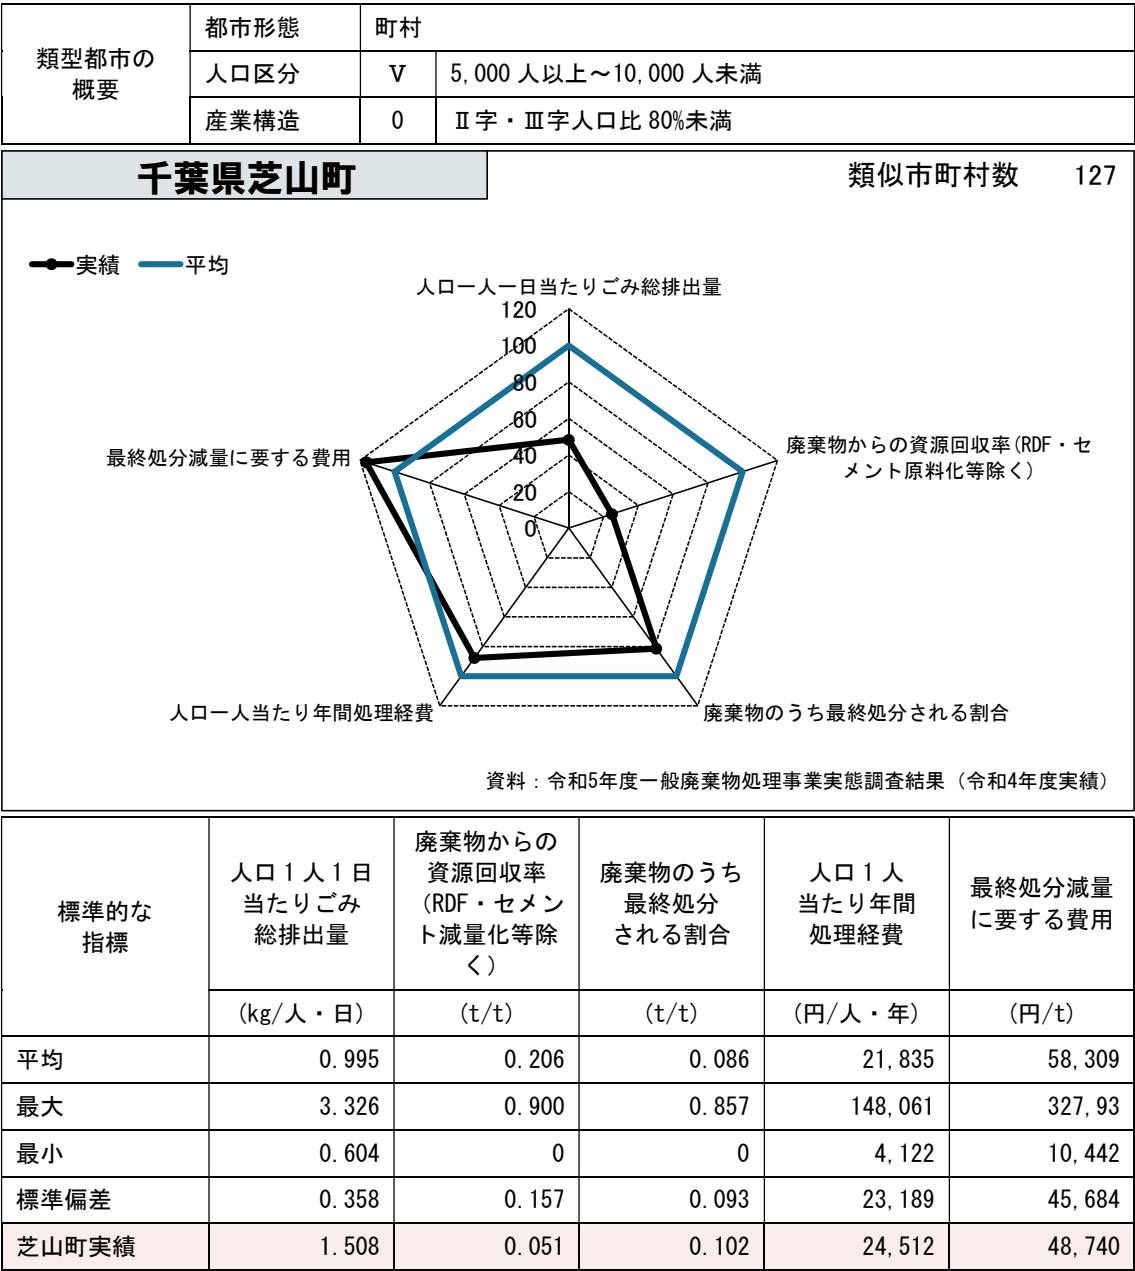 類型都市の
概要
都市形態
町村
人口区分
Ⅴ
5,000 人以上～10,000 人未満
産業構造
0
Ⅱ字・Ⅲ字人口比 80%未満
千葉県芝山町
類似市町村数 127
実績
平均
人口一人一日当たりごみ総排出量
120
100
80
60
40
20
0
廃棄物からの資源回収率(RDF・セ
メント原料化等除く)
最終処分減量に要する費用
人口一人当たり年間処理経費
廃棄物のうち最終処分される割合
資料：令和5年度一般廃棄物処理事業実態調査結果（令和4年度実績）
標準的な
指標
人口１人１日
当たりごみ
総排出量
廃棄物からの
資源回収率
（RDF・セメン
ト減量化等除
く）
廃棄物のうち
最終処分
される割合
人口１人
当たり年間
処理経費
最終処分減量
に要する費用
（kg/人・日）
（t/t）
（t/t）
（円/人・年）
（円/t）
平均 0.995 0.206 0.086 21,835 58,309
最大 3.326 0.900 0.857 148,061 327,93
最小 0.604 0 0 4,122 10,442
標準偏差 0.358 0.157 0.093 23,189 45,684
芝山町実績 1.508 0.051 0.102 24,512 48,740